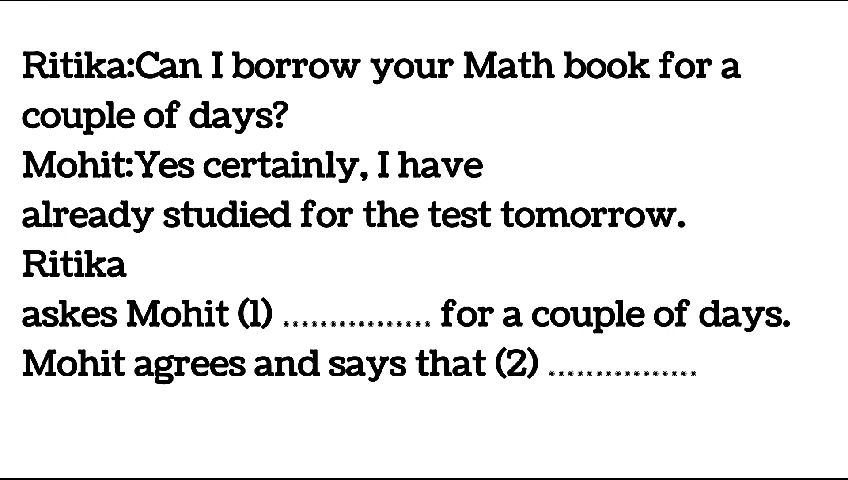 Ritika:Can I borrow your Math book for a
couple of days?
Mohit:Yes certainly, I have
already studied for the test tomorrow.
Ritika
askes Mohit (1) ................ for a couple of days.
Mohit agrees and says that (2) ................